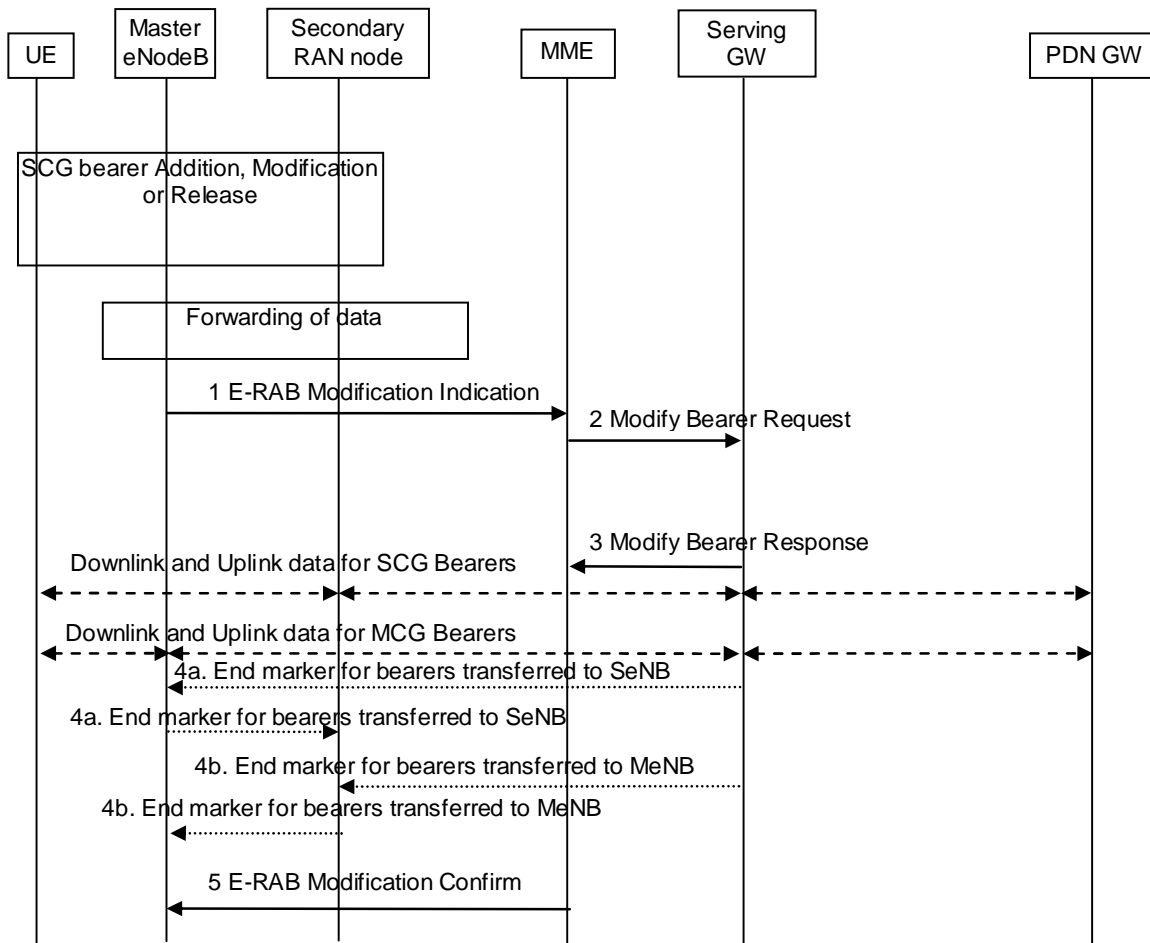 UE
Master
eNodeB
Secondary
RAN node
MME
Serving
GW
PDN GW
SCG bearer Addition, Modification
or Release
Forwarding of data
1 E-RAB Modification Indication
2 Modify Bearer Request
3 Modify Bearer Response
Downlink and Uplink data for SCG Bearers
Downlink and Uplink data for MCG Bearers
4a. End marker for bearers transferred to SeNB
4a. End marker for bearers transferred to SeNB
4b. End marker for bearers transferred to MeNB
4b. End marker for bearers transferred to MeNB
5 E-RAB Modification Confirm